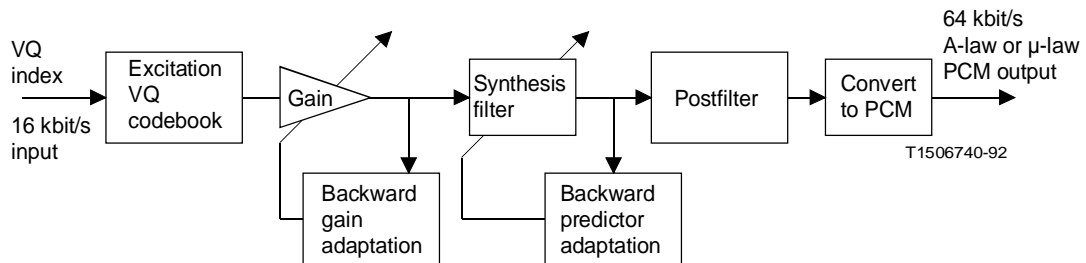 VQ
index
16 kbit/s
input
Excitation
VQ
codebook
Gain
Backward
gain
adaptation
Synthesis
filter
Backward
predictor
adaptation
Postfilter
Convert
to PCM
64 kbit/s
A-law or µ-law
PCM output
T1506740-92